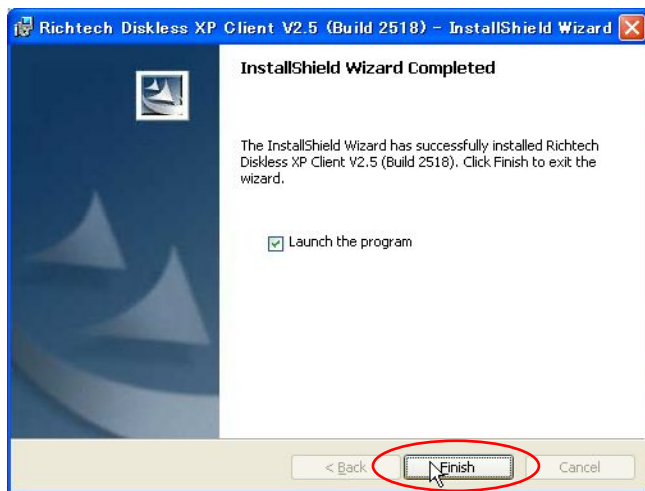 Richtech Diskless XP Client V2.5 (Build 2518) - InstallShield Wizard
InstallShield Wizard Completed
The InstallShield Wizard has successfully installed Richtech
Diskless XP Client V2.5 (Build 2518). Click Finish to exit the
wizard.
Launch the program
< Back
Finish
Cancel